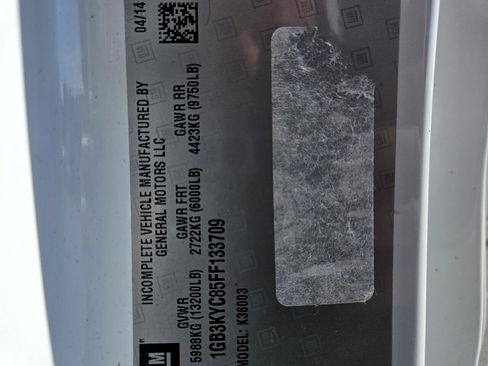 04/14
INCOMPLETE VEHICLE MANUFACTURED BY
GENERAL MOTORS LLC
GVWR GAWR FRT GAWR RR
5988KG (13200LB) 2722KG (6000LB) 4423KG (9750LB)
1GB3KYC85FF133709
MODEL: K36003
GM